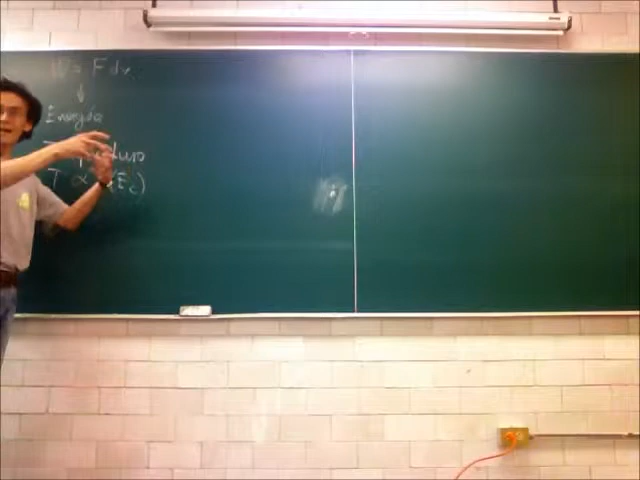 W = F dx
↓
Energía
T α (Ec)